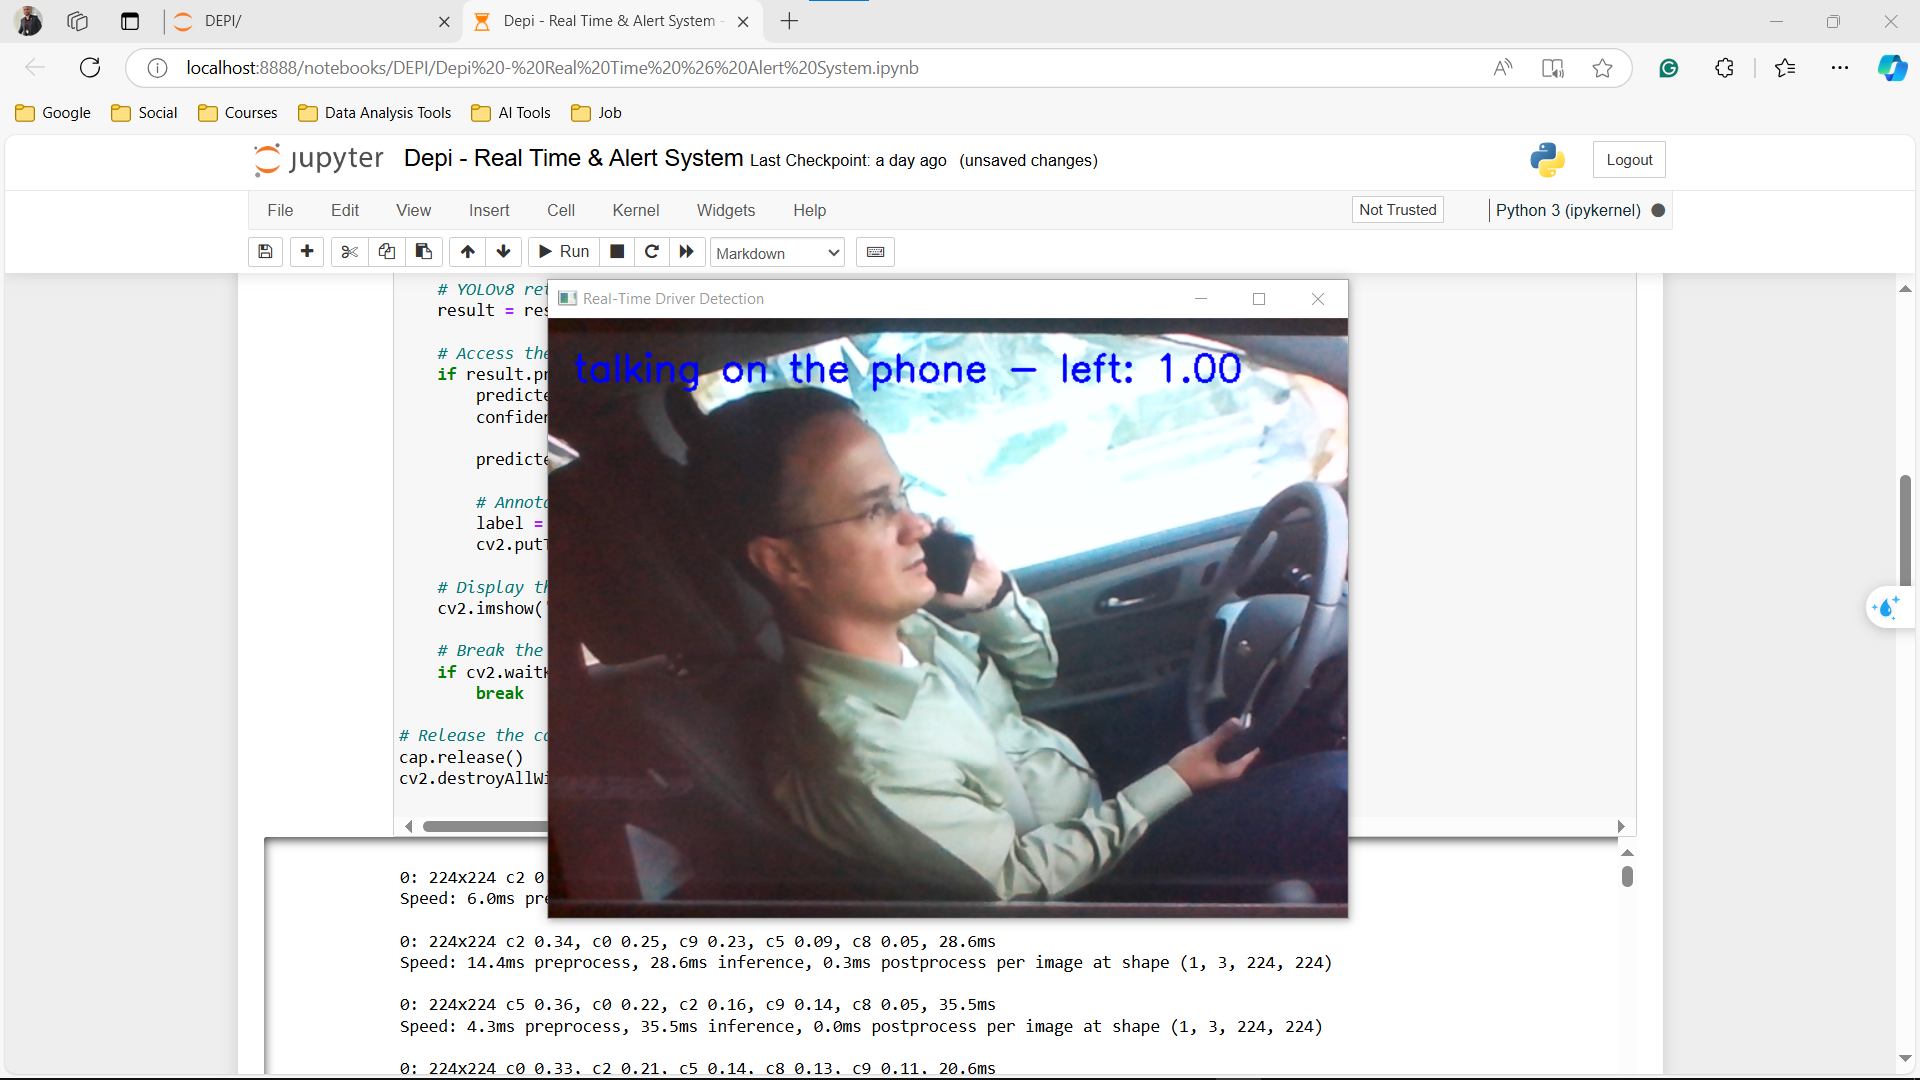 DEPI/
Depi - Real Time & Alert System -
localhost:8888/notebooks/DEPI/Depi%20-%20Real%20Time%20%26%20Alert%20System.ipynb
Google Social Courses Data Analysis Tools AI Tools Job
jupyter Depi - Real Time & Alert System Last Checkpoint: a day ago (unsaved changes) Logout
File Edit View Insert Cell Kernel Widgets Help Not Trusted Python 3 (ipykernel)
Run Markdown
# YOLOv8 ret
result = res
Real-Time Driver Detection
talking on the phone - left: 1.00
# Access the
if result.pr
predicte
confiden
predicte
# Annota
label =
cv2.putT
# Display th
cv2.imshow('
# Break the
if cv2.waitK
break
# Release the ca
cap.release()
cv2.destroyAllWi
0: 224x224 c2 0
Speed: 6.0ms pre
0: 224x224 c2 0.34, c0 0.25, c9 0.23, c5 0.09, c8 0.05, 28.6ms
Speed: 14.4ms preprocess, 28.6ms inference, 0.3ms postprocess per image at shape (1, 3, 224, 224)
0: 224x224 c5 0.36, c0 0.22, c2 0.16, c9 0.14, c8 0.05, 35.5ms
Speed: 4.3ms preprocess, 35.5ms inference, 0.0ms postprocess per image at shape (1, 3, 224, 224)
0: 224x224 c0 0.33, c2 0.21, c5 0.14, c8 0.13, c9 0.11, 20.6ms